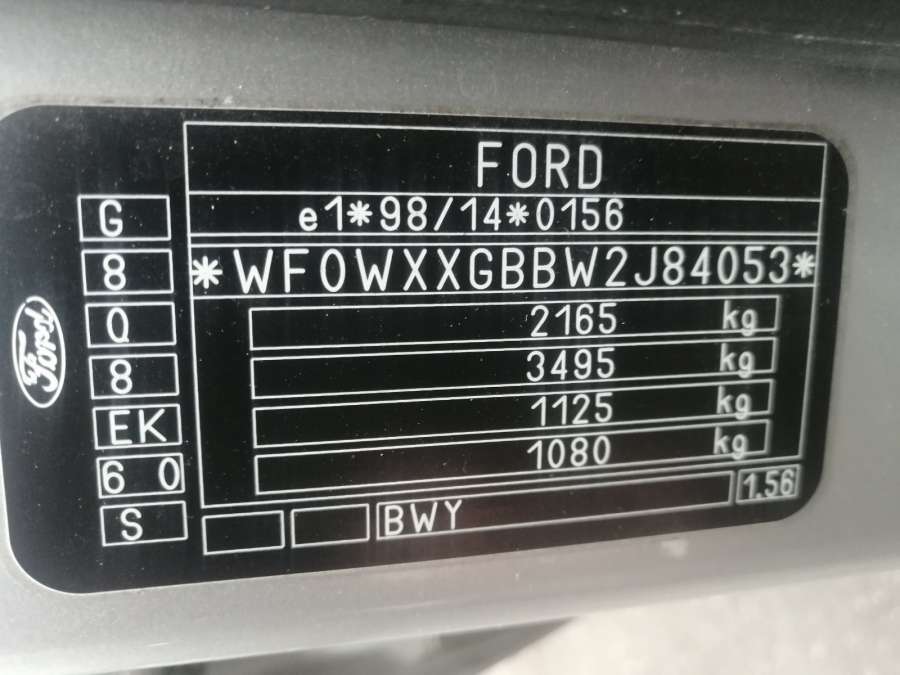 FORD
e1*98/14*0156
*WF0WXXGBBW2J84053*
2165 kg
3495 kg
1125 kg
1080 kg
BWY
1.56
G
8
Q
8
EK
6 0
S
Ford